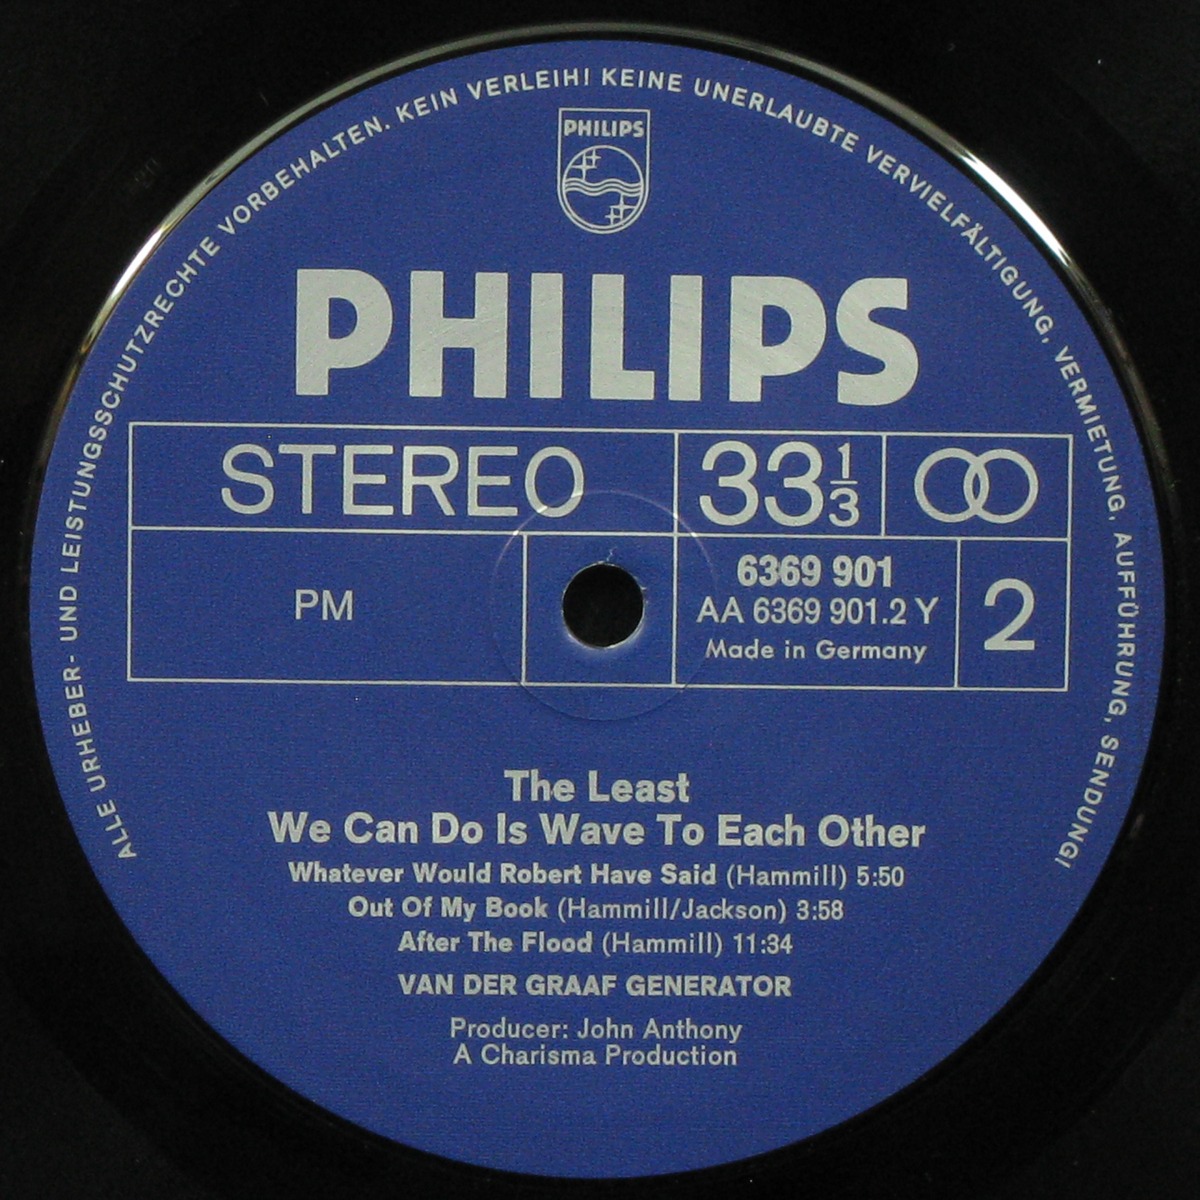 ALLE URHEBER- UND LEISTUNGSSCHUTZRECHTE VORBEHALTEN. KEIN VERLEIH! KEINE UNERLAUBTE VERVIELFÄLTIGUNG, VERMIETUNG, AUFFÜHRUNG, SENDUNG!
PHILIPS
PHILIPS
STEREO
33 1/3
PM
6369 901
AA 6369 901.2 Y
Made in Germany
2
The Least
We Can Do Is Wave To Each Other
Whatever Would Robert Have Said (Hammill) 5:50
Out Of My Book (Hammill/Jackson) 3:58
After The Flood (Hammill) 11:34
VAN DER GRAAF GENERATOR
Producer: John Anthony
A Charisma Production